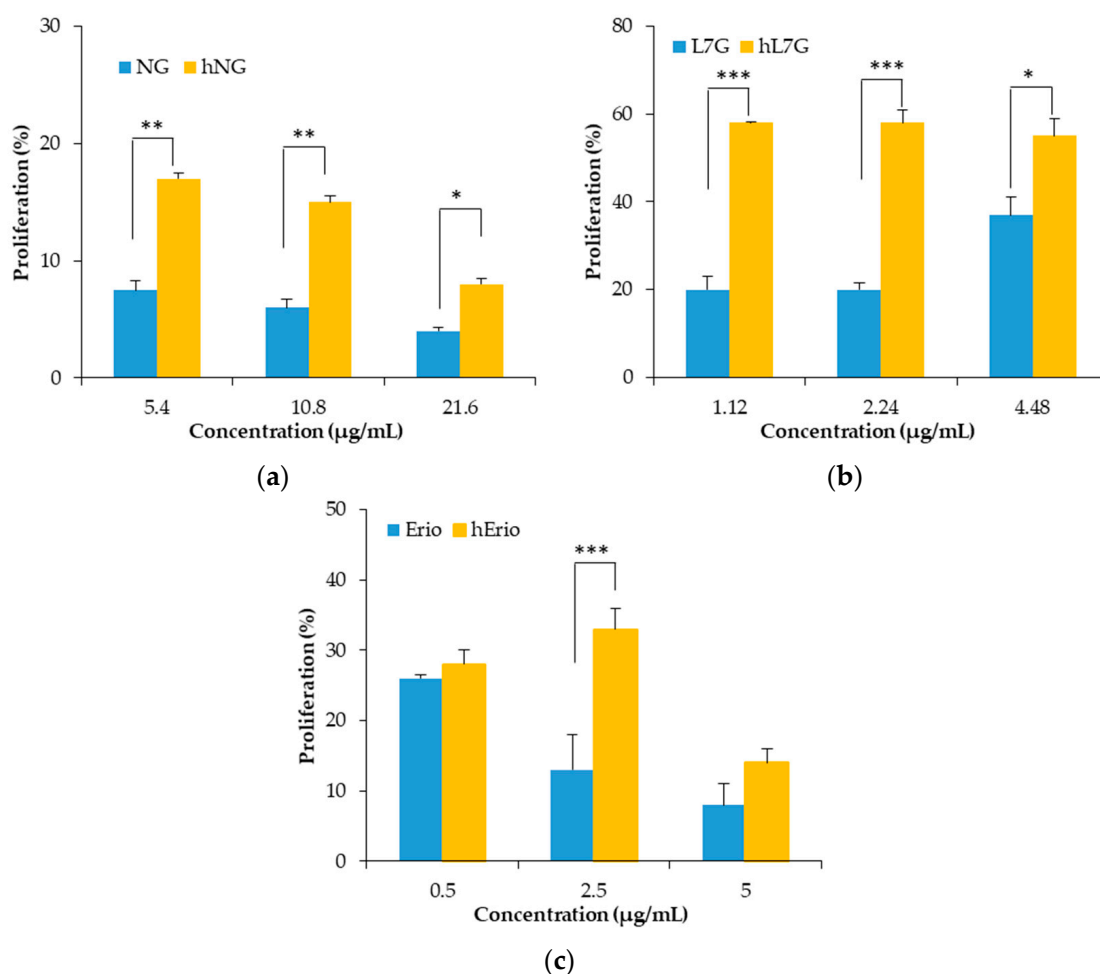 30
20
10
0
Proliferation (%)
NG hNG
**
**
*
5.4 10.8 21.6
Concentration (µg/mL)
(a)
80
60
40
20
0
Proliferation (%)
L7G hL7G
***
***
*
1.12 2.24 4.48
Concentration (µg/mL)
(b)
50
40
30
20
10
0
Proliferation (%)
Erio hErio
***
0.5 2.5 5
Concentration (µg/mL)
(c)